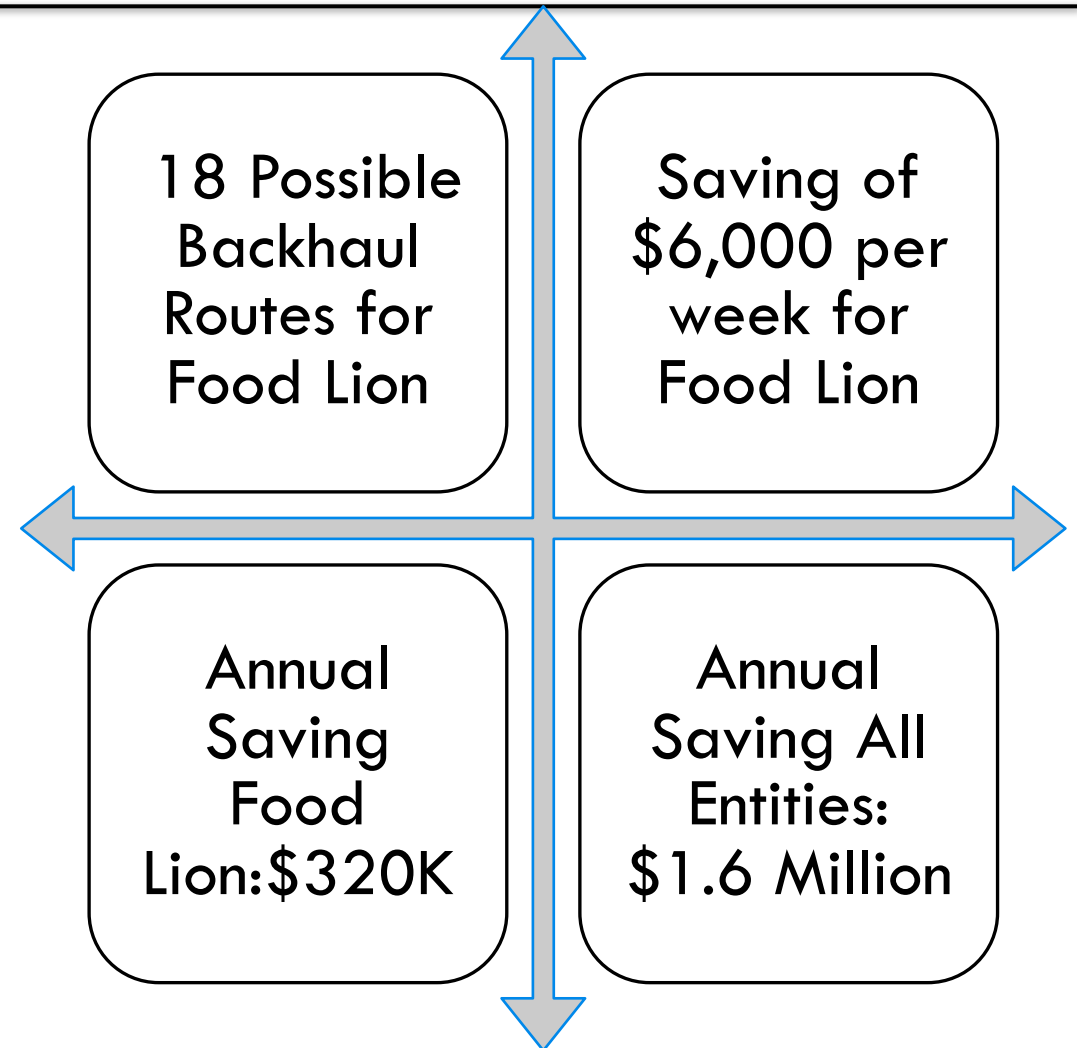 18 Possible
Backhaul
Routes for
Food Lion
Saving of
$6,000 per
week for
Food Lion
Annual
Saving
Food
Lion:$320K
Annual
Saving All
Entities:
$1.6 Million